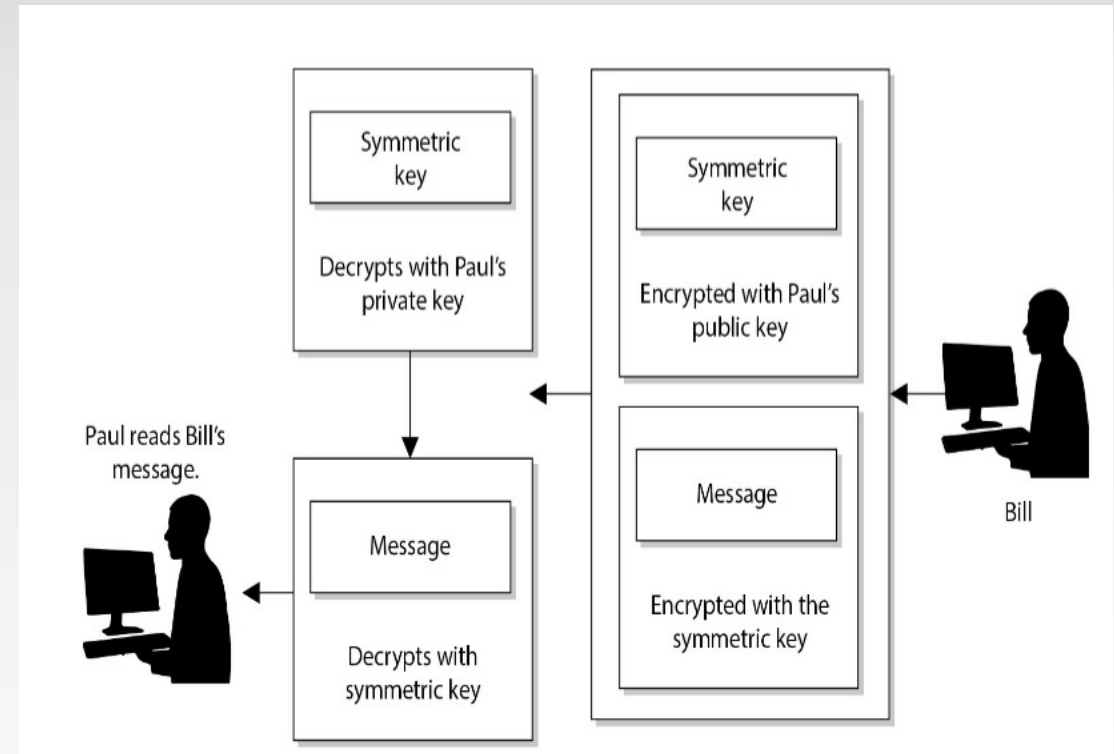 Symmetric
key
Decrypts with Paul's
private key
Symmetric
key
Encrypted with Paul's
public key
Paul reads Bill's
message.
Message
Decrypts with
symmetric key
Message
Encrypted with the
symmetric key
Bill